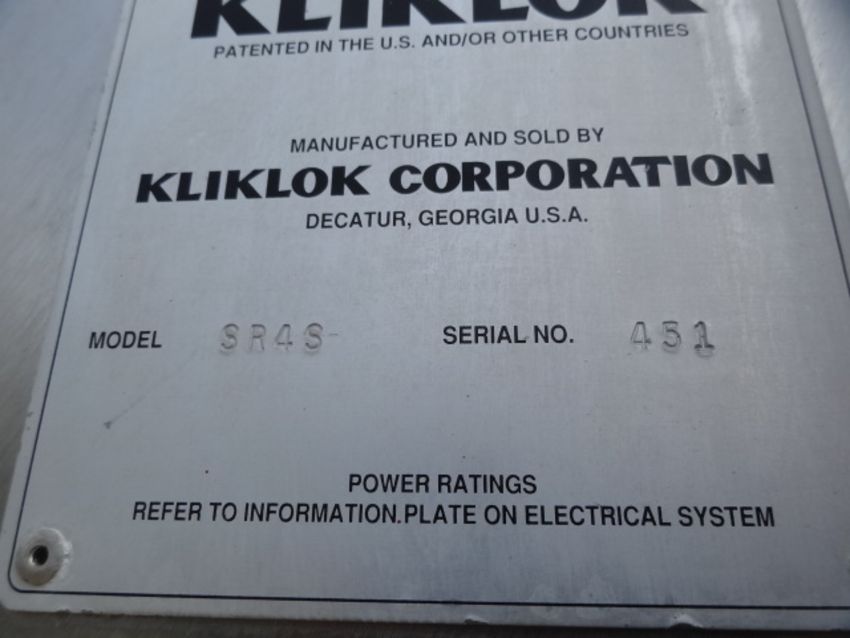 KLIKLOK
PATENTED IN THE U.S. AND/OR OTHER COUNTRIES
MANUFACTURED AND SOLD BY
KLIKLOK CORPORATION
DECATUR, GEORGIA U.S.A.
MODEL SR4S- SERIAL NO. 451
POWER RATINGS
REFER TO INFORMATION PLATE ON ELECTRICAL SYSTEM